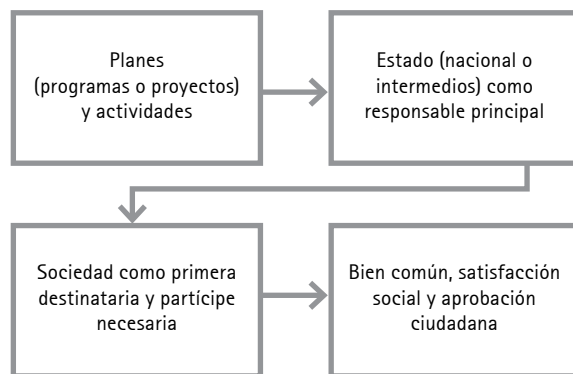 Planes
(programas o proyectos)
y actividades
Estado (nacional o
intermedios) como
responsable principal
Sociedad como primera
destinataria y partícipe
necesaria
Bien común, satisfacción
social y aprobación
ciudadana